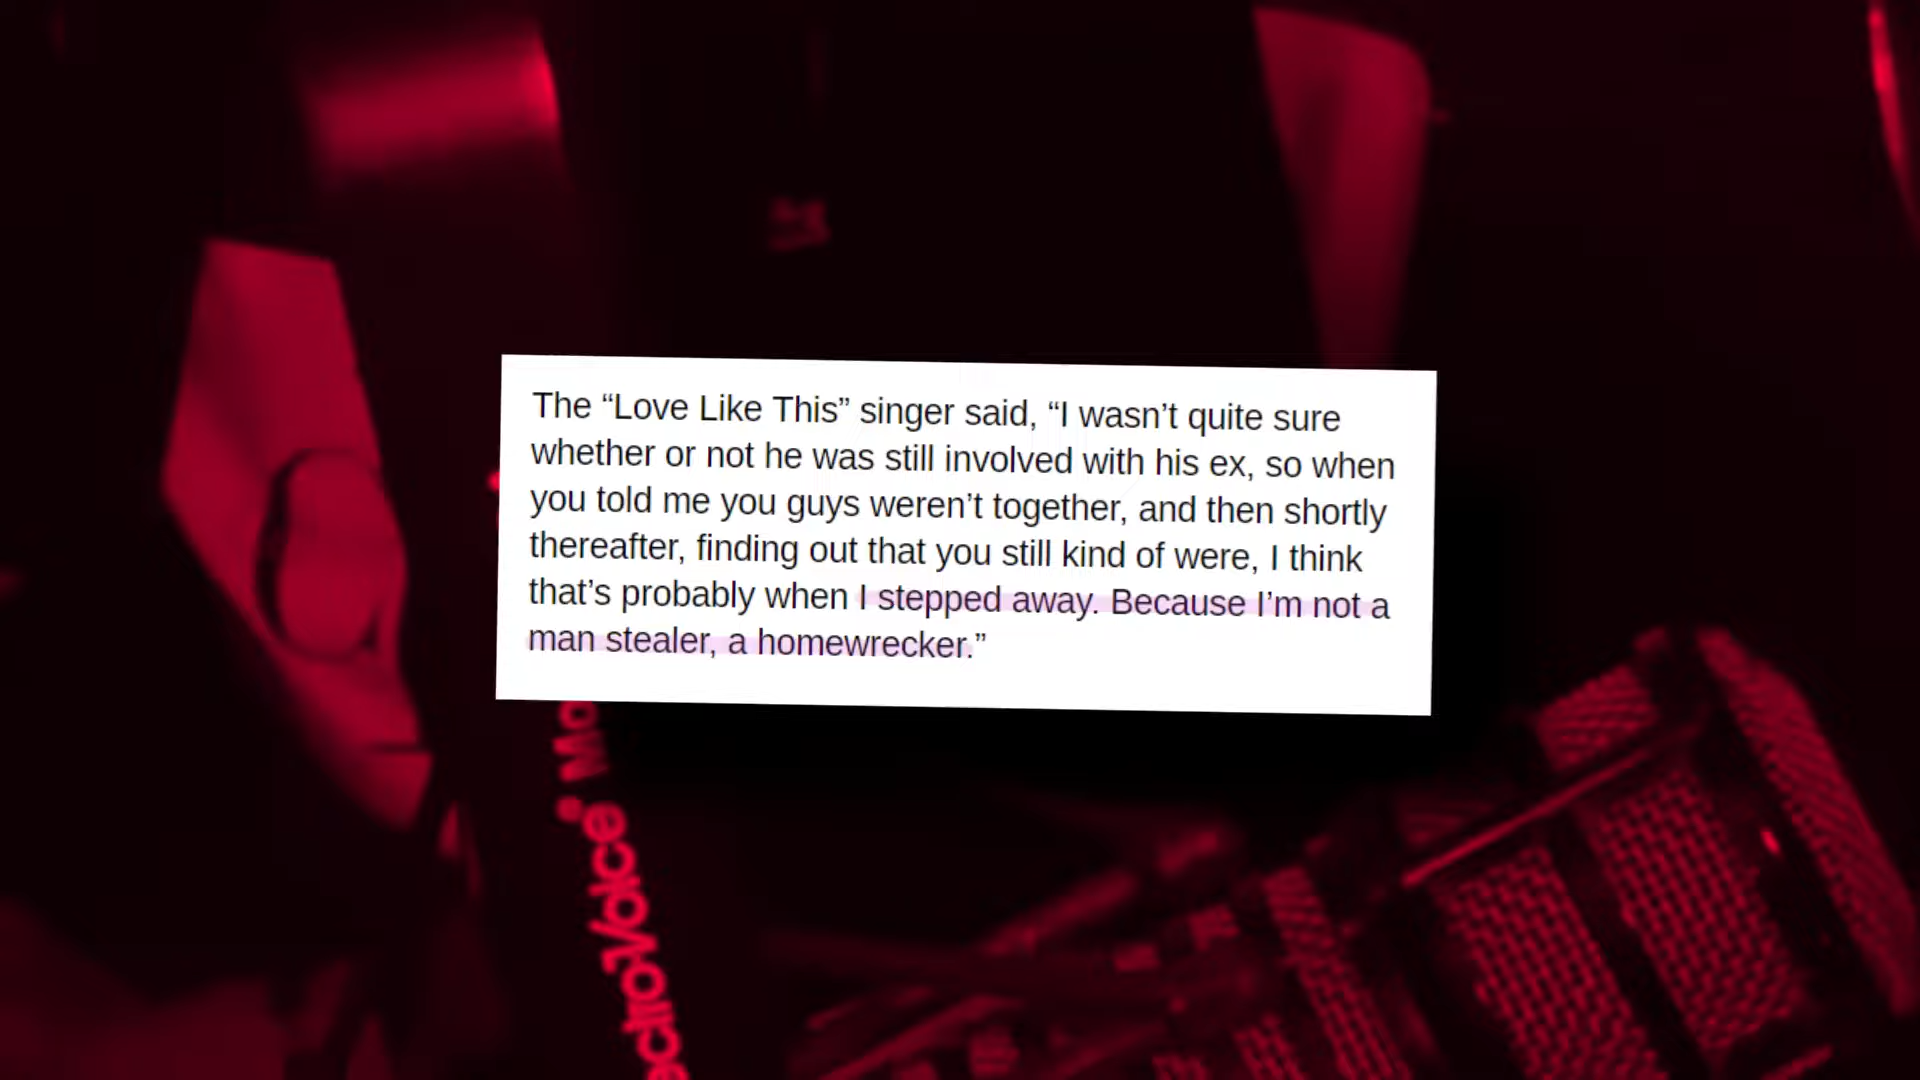 The “Love Like This” singer said, “I wasn’t quite sure
whether or not he was still involved with his ex, so when
you told me you guys weren’t together, and then shortly
thereafter, finding out that you still kind of were, I think
that’s probably when I stepped away. Because I’m not a
man stealer, a homewrecker.”